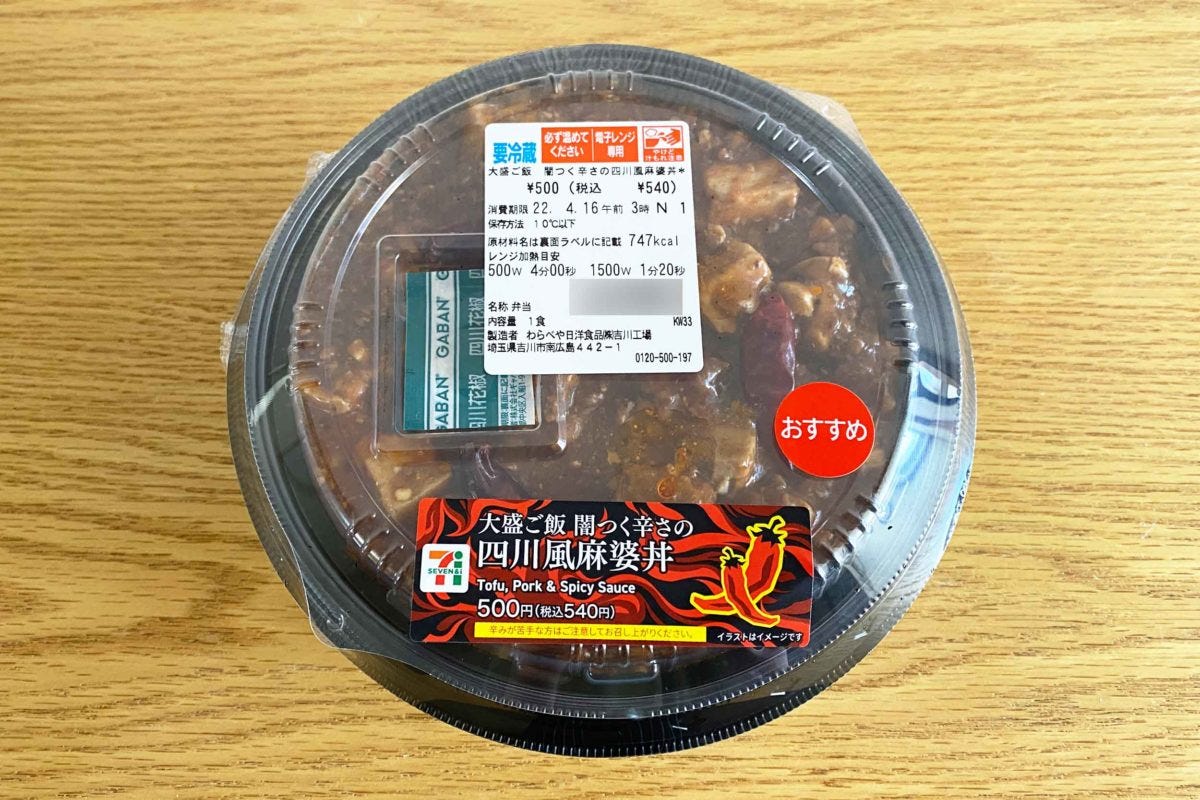 要冷蔵
必ず温めて
ください
電子レンジ
専用
やけど
汁もれ注意
大盛ご飯 闇つく辛さの四川風麻婆丼*
¥500(税込 ¥540)
消費期限 22. 4.16午前 3時 N 1
保存方法 10℃以下
原材料名は裏面ラベルに記載 747kcal
レンジ加熱目安
500W 4分00秒 1500W 1分20秒
名称 弁当
内容量 1食 KW33
製造者 わらべや日洋食品㈱吉川工場
埼玉県吉川市南広島442-1
0120-500-197
GABAN® G
四川花椒 四川
GABAN®
四川花椒
おすすめ
大盛ご飯 闇つく辛さの
四川風麻婆丼
SEVEN&i
Tofu, Pork & Spicy Sauce
500円(税込540円)
辛みが苦手な方はご注意してお召し上がりください。
イラストはイメージです